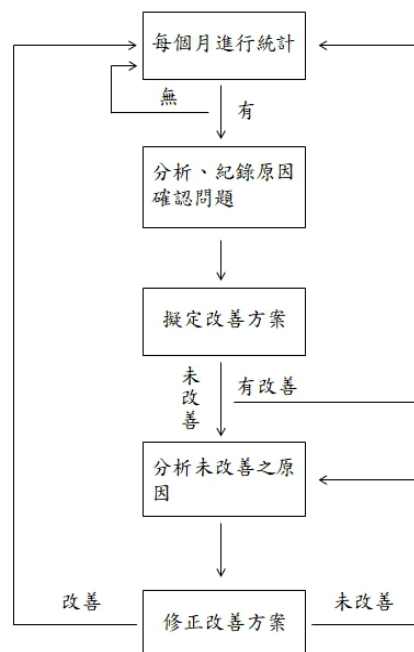 每個月進行統計
無
有
分析、紀錄原因
確認問題
擬定改善方案
未改善
有改善
分析未改善之原
因
改善
修正改善方案
未改善